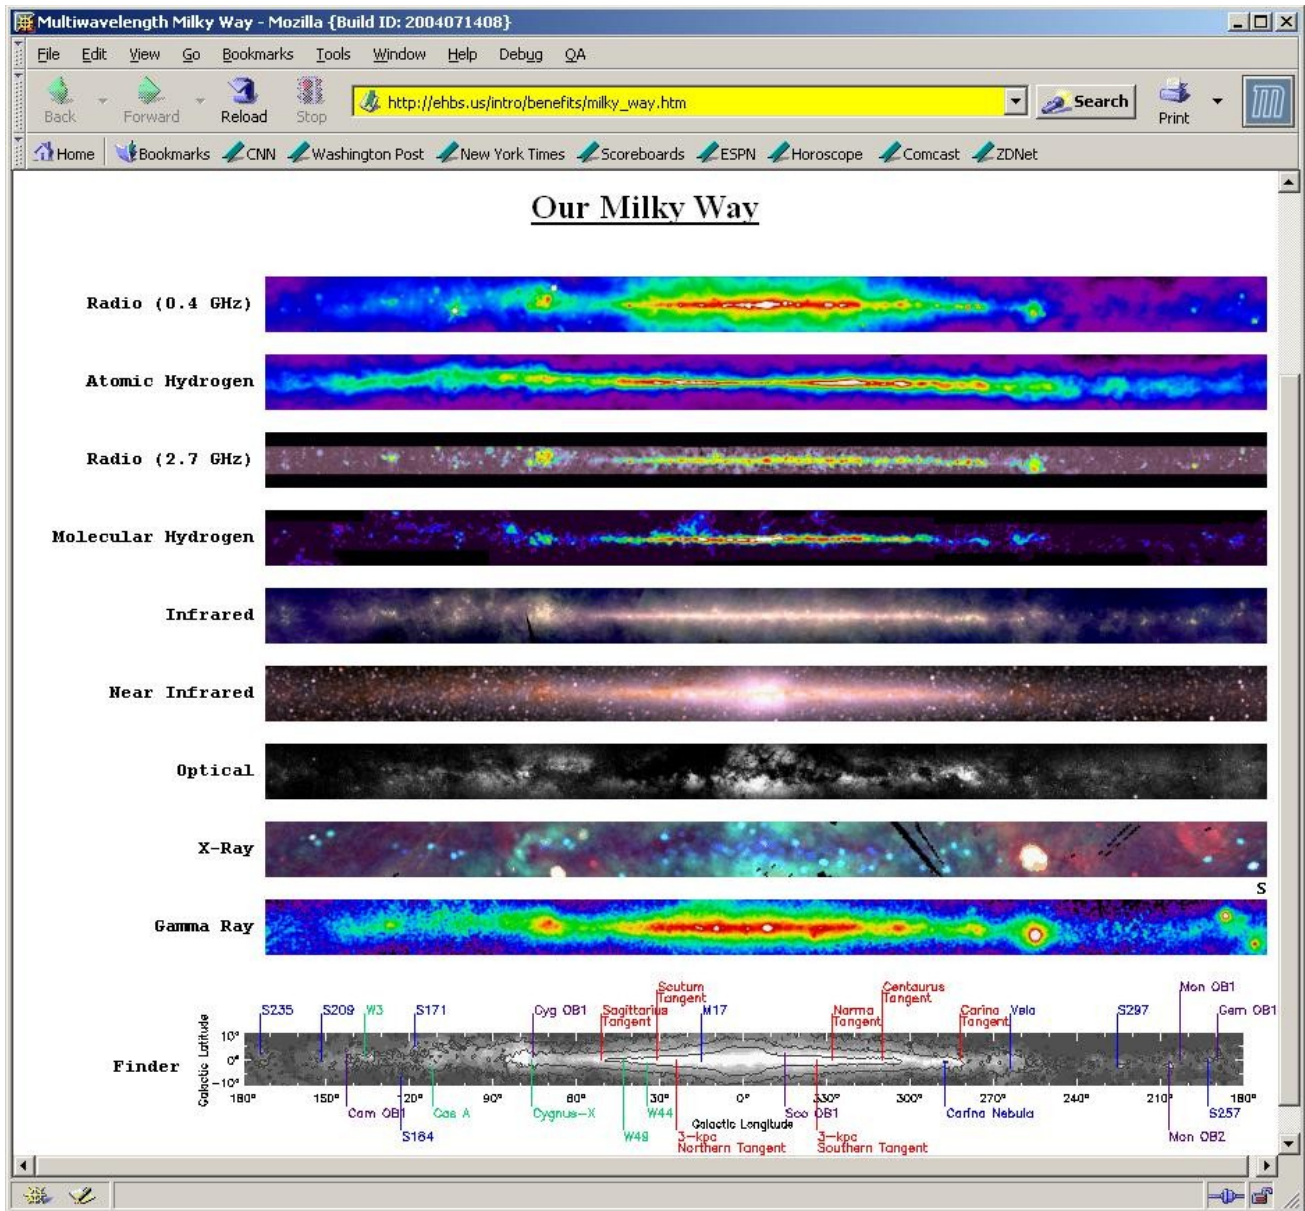 Multiwavelength Milky Way - Mozilla {Build ID: 2004071408}
File Edit View Go Bookmarks Tools Window Help Debug QA
http://ehbs.us/intro/benefits/milky_way.htm Search
Back Forward Reload Stop Print
Home Bookmarks CNN Washington Post New York Times Scoreboards ESPN Horoscope Comcast ZDNet
Our Milky Way
Radio (0.4 GHz)
Atomic Hydrogen
Radio (2.7 GHz)
Molecular Hydrogen
Infrared
Near Infrared
Optical
X-Ray
S
Gamma Ray
Scutum Tangent Centaurus Tangent Mon OB1
S235 S209 W3 S171 Cyg OB1 Sagittarius Tangent M17 Norma Tangent Carina Tangent Vela S297 Gem OB1
Finder
Galactic Latitude
10°
0°
-10°
180° 150° 120° 90° 60° 30° 0° 330° 300° 270° 240° 210° 180°
Cam OB1 Cas A Cygnus-X W44 Sco OB1 Carina Nebula S257
Galactic Longitude
S184 W49 3-kpc Northern Tangent 3-kpc Southern Tangent Mon OB2